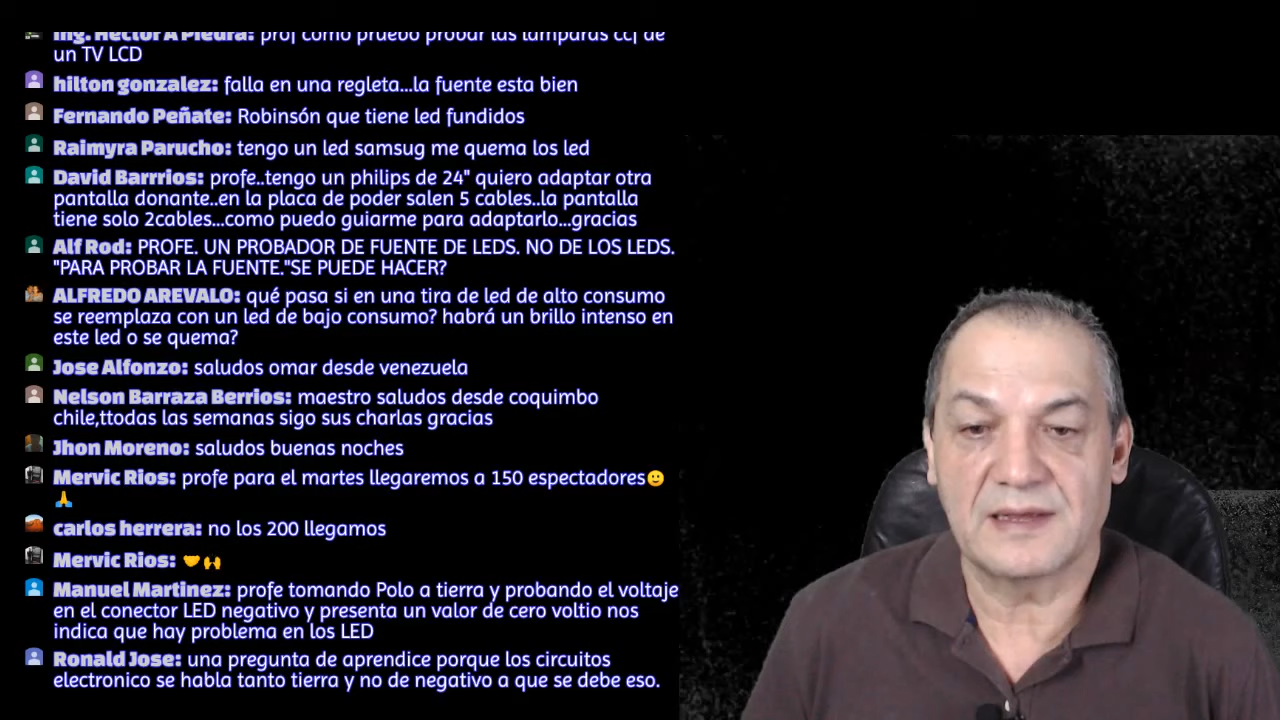 Ing. Hector A Piedra: prof como pruebo probar las lamparas ccf de
un TV LCD
hilton gonzalez: falla en una regleta...la fuente esta bien
Fernando Peñate: Robinsón que tiene led fundidos
Raimyra Parucho: tengo un led samsug me quema los led
David Barrrios: profe..tengo un philips de 24" quiero adaptar otra
pantalla donante..en la placa de poder salen 5 cables..la pantalla
tiene solo 2cables...como puedo guiarme para adaptarlo...gracias
Alf Rod: PROFE. UN PROBADOR DE FUENTE DE LEDS. NO DE LOS LEDS.
"PARA PROBAR LA FUENTE."SE PUEDE HACER?
ALFREDO AREVALO: qué pasa si en una tira de led de alto consumo
se reemplaza con un led de bajo consumo? habrá un brillo intenso en
este led o se quema?
Jose Alfonzo: saludos omar desde venezuela
Nelson Barraza Berrios: maestro saludos desde coquimbo
chile,ttodas las semanas sigo sus charlas gracias
Jhon Moreno: saludos buenas noches
Mervic Rios: profe para el martes llegaremos a 150 espectadores🙂
🙏
carlos herrera: no los 200 llegamos
Mervic Rios: 🤝🙌
Manuel Martinez: profe tomando Polo a tierra y probando el voltaje
en el conector LED negativo y presenta un valor de cero voltio nos
indica que hay problema en los LED
Ronald Jose: una pregunta de aprendice porque los circuitos
electronico se habla tanto tierra y no de negativo a que se debe eso.